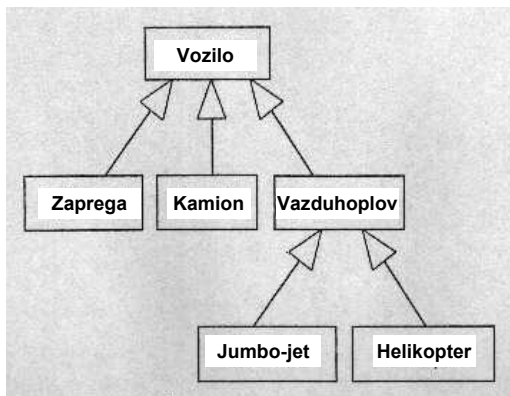 Vozilo
Zaprega
Kamion
Vazduhoplov
Jumbo-jet
Helikopter